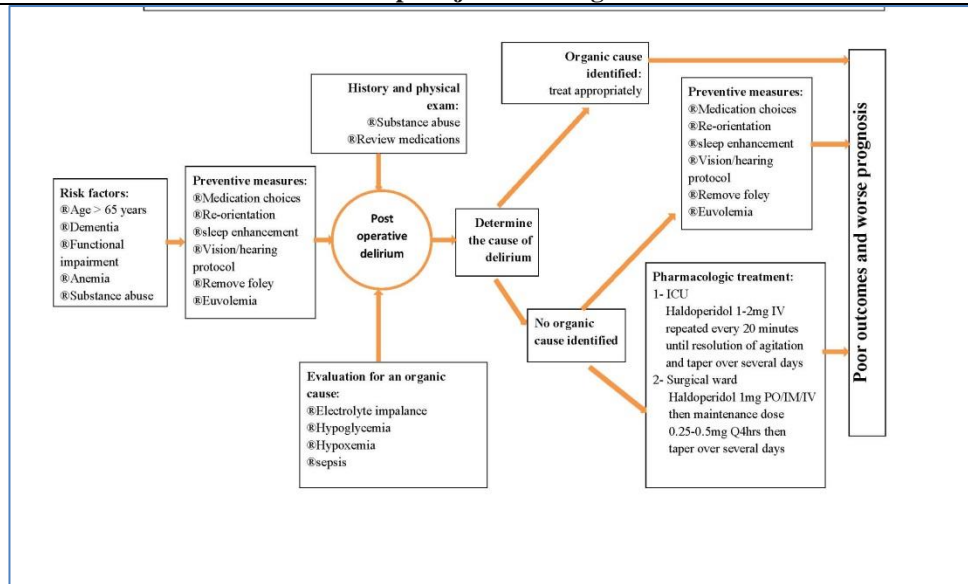 History and physical exam:
®Substance abuse
®Review medications
Organic cause
identified:
treat appropriately
Preventive measures:
®Medication choices
®Re-orientation
®sleep enhancement
®Vision/hearing
protocol
®Remove foley
®Euvolemia
Risk factors:
®Age > 65 years
®Dementia
®Functional
impairment
®Anemia
®Substance abuse
Preventive measures:
®Medication choices
®Re-orientation
®sleep enhancement
®Vision/hearing
protocol
®Remove foley
®Euvolemia
Post
operative
delirium
Determine
the cause of
delirium
No organic
cause identified
Evaluation for an organic
cause:
®Electrolyte impalance
®Hypoglycemia
®Hypoxemia
®sepsis
Pharmacologic treatment:
1- ICU
Haldoperidol 1-2mg IV
repeated every 20 minutes
until resolution of agitation
and taper over several days
2- Surgical ward
Haldoperidol 1mg PO/IM/IV
then maintenance dose
0.25-0.5mg Q4hrs then
taper over several days
Poor outcomes and worse prognosis